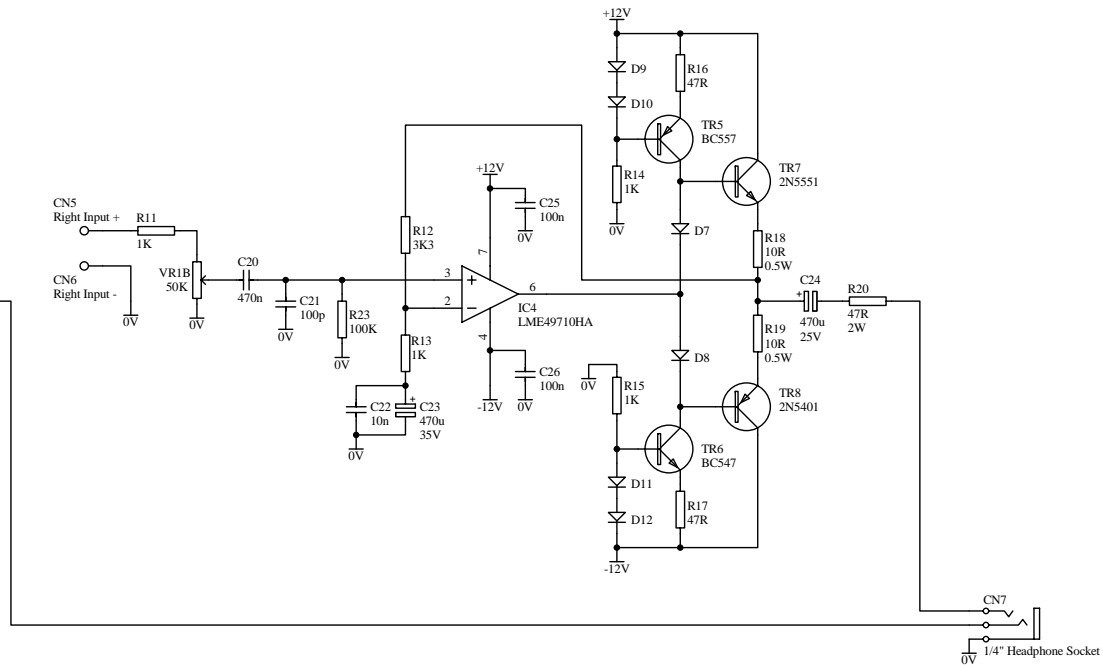 +12V
D9
R16
47R
D10
TR5
BC557
TR7
2N5551
R14
1K
0V
+12V
C25
100n
0V
7
CN5
Right Input +
R11
1K
R12
3K3
D7
R18
10R
0.5W
CN6
Right Input -
0V
VR1B
50K
0V
C20
470n
C21
100p
0V
R23
100K
0V
3
2
6
4
IC4
LME49710HA
C24
+
470u
25V
R20
47R
2W
R13
1K
R19
10R
0.5W
D8
C26
100n
0V
-12V
0V
R15
1K
TR8
2N5401
C22
10n
+
C23
470u
35V
0V
TR6
BC547
D11
D12
R17
47R
-12V
CN7
0V
1/4" Headphone Socket